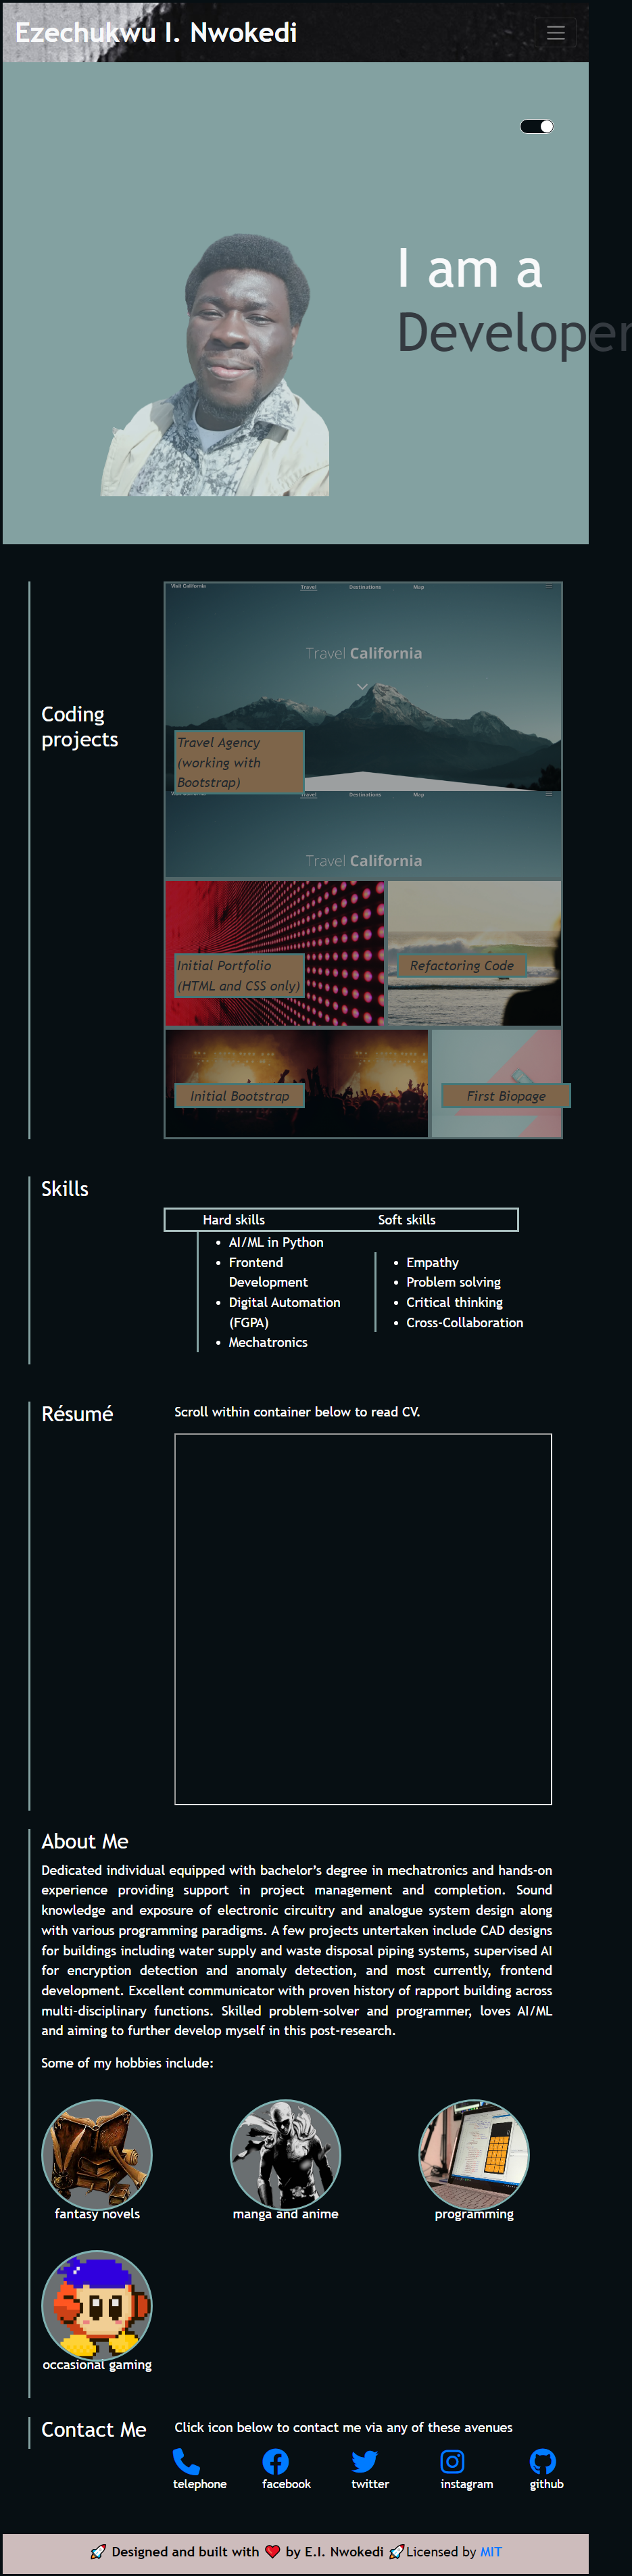 Ezechukwu I. Nwokedi
I am a
Developer
Visit California
Travel
Destinations
Map
Travel California
Coding
projects
Travel Agency
(working with
Bootstrap)
Travel
Destinations
Map
Travel California
Initial Portfolio
(HTML and CSS only)
Refactoring Code
Initial Bootstrap
First Biopage
Skills
Hard skills
Soft skills
• AI/ML in Python
• Frontend
Development
• Digital Automation
(FGPA)
• Mechatronics
• Empathy
• Problem solving
• Critical thinking
• Cross-Collaboration
Résumé
Scroll within container below to read CV.
About Me
Dedicated individual equipped with bachelor's degree in mechatronics and hands-on
experience providing support in project management and completion. Sound
knowledge and exposure of electronic circuitry and analogue system design along
with various programming paradigms. A few projects untertaken include CAD designs
for buildings including water supply and waste disposal piping systems, supervised AI
for encryption detection and anomaly detection, and most currently, frontend
development. Excellent communicator with proven history of rapport building across
multi-disciplinary functions. Skilled problem-solver and programmer, loves AI/ML
and aiming to further develop myself in this post-research.
Some of my hobbies include:
fantasy novels
manga and anime
programming
occasional gaming
Contact Me
Click icon below to contact me via any of these avenues
telephone
facebook
twitter
instagram
github
🚀 Designed and built with ❤️ by E.I. Nwokedi 🚀Licensed by MIT